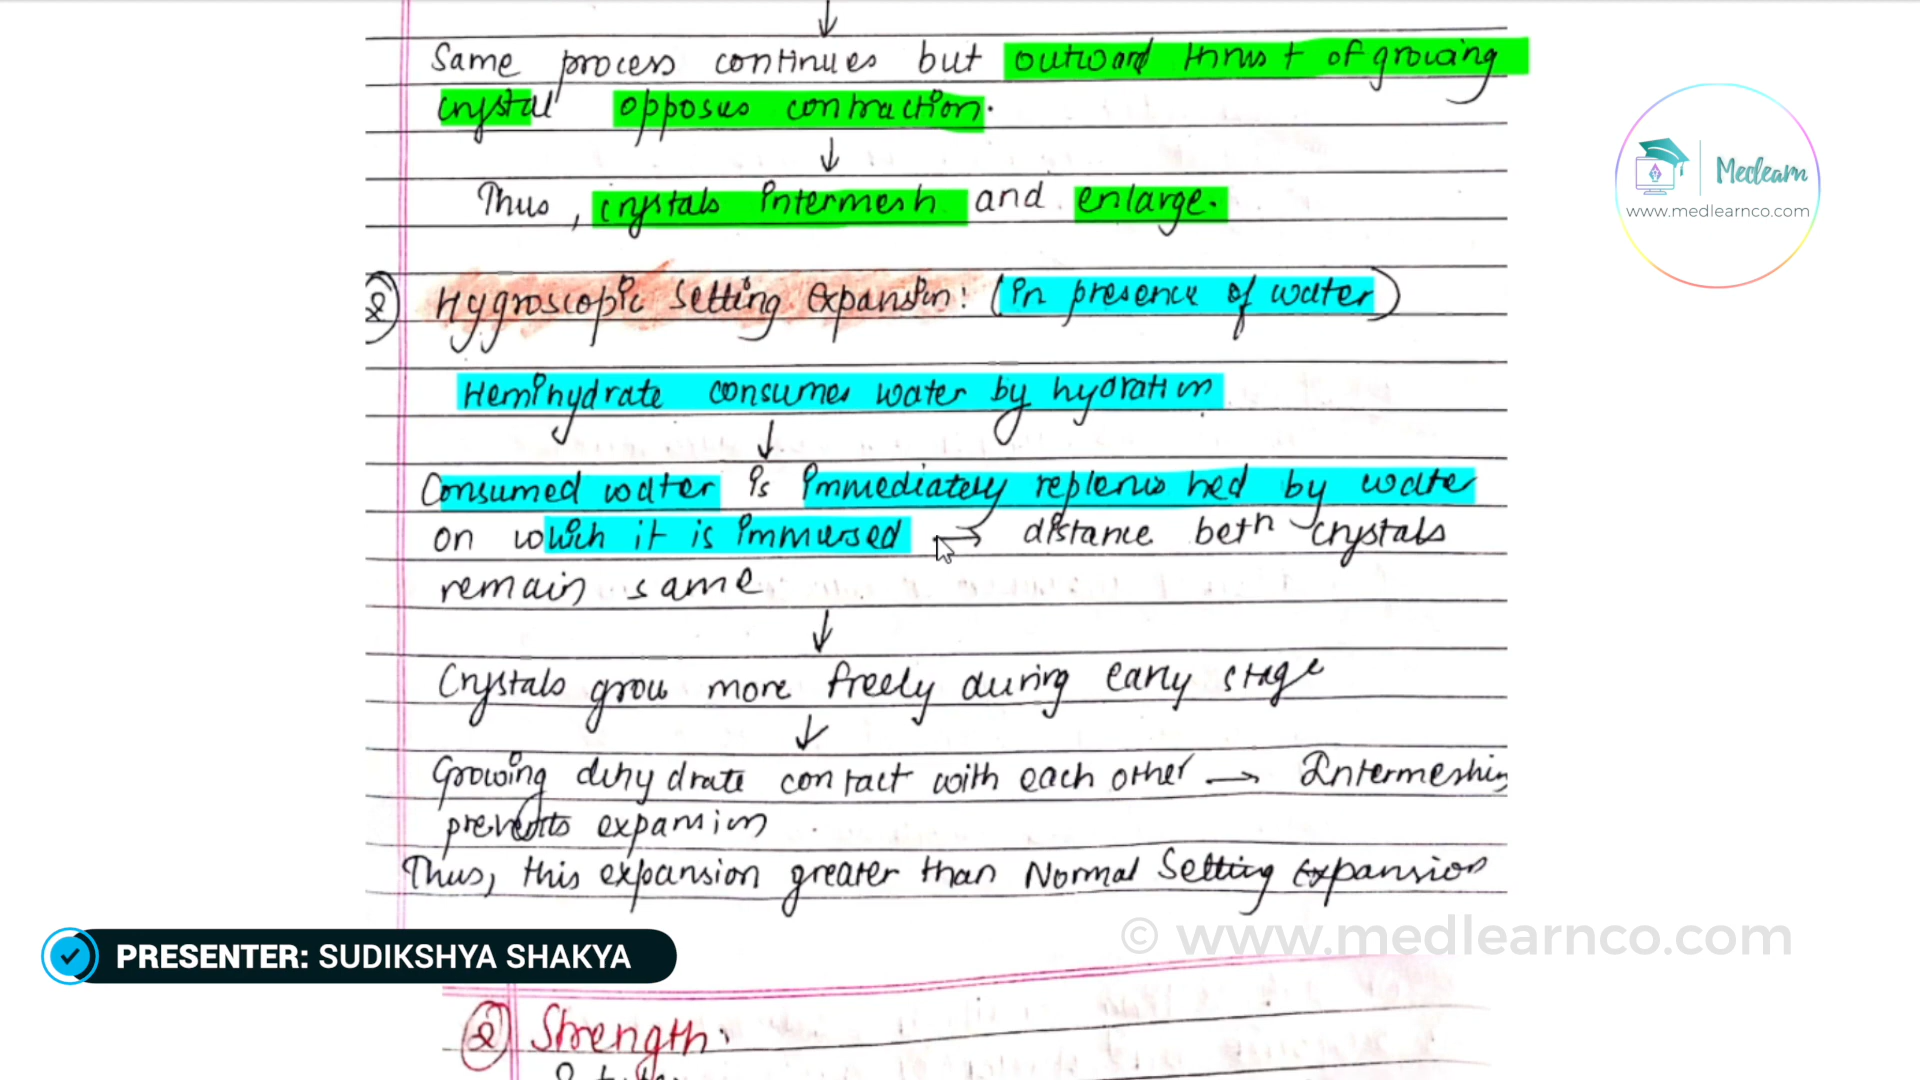 Same process continues but outward thrust of growing
crystal opposes contraction.
Thus, crystals intermesh and enlarge.
Medlearn
www.medlearnco.com
② Hygroscopic Setting Expansion: (in presence of water)
Hemihydrate consumes water by hydration
Consumed water is immediately replenished by water
on which it is immersed → distance betn crystals
remain same
Crystals grow more freely during early stage
Growing dihydrate contact with each other → Intermeshing
prevents expansion
Thus, this expansion greater than Normal Setting Expansion
© www.medlearnco.com
PRESENTER: SUDIKSHYA SHAKYA
② Strength: